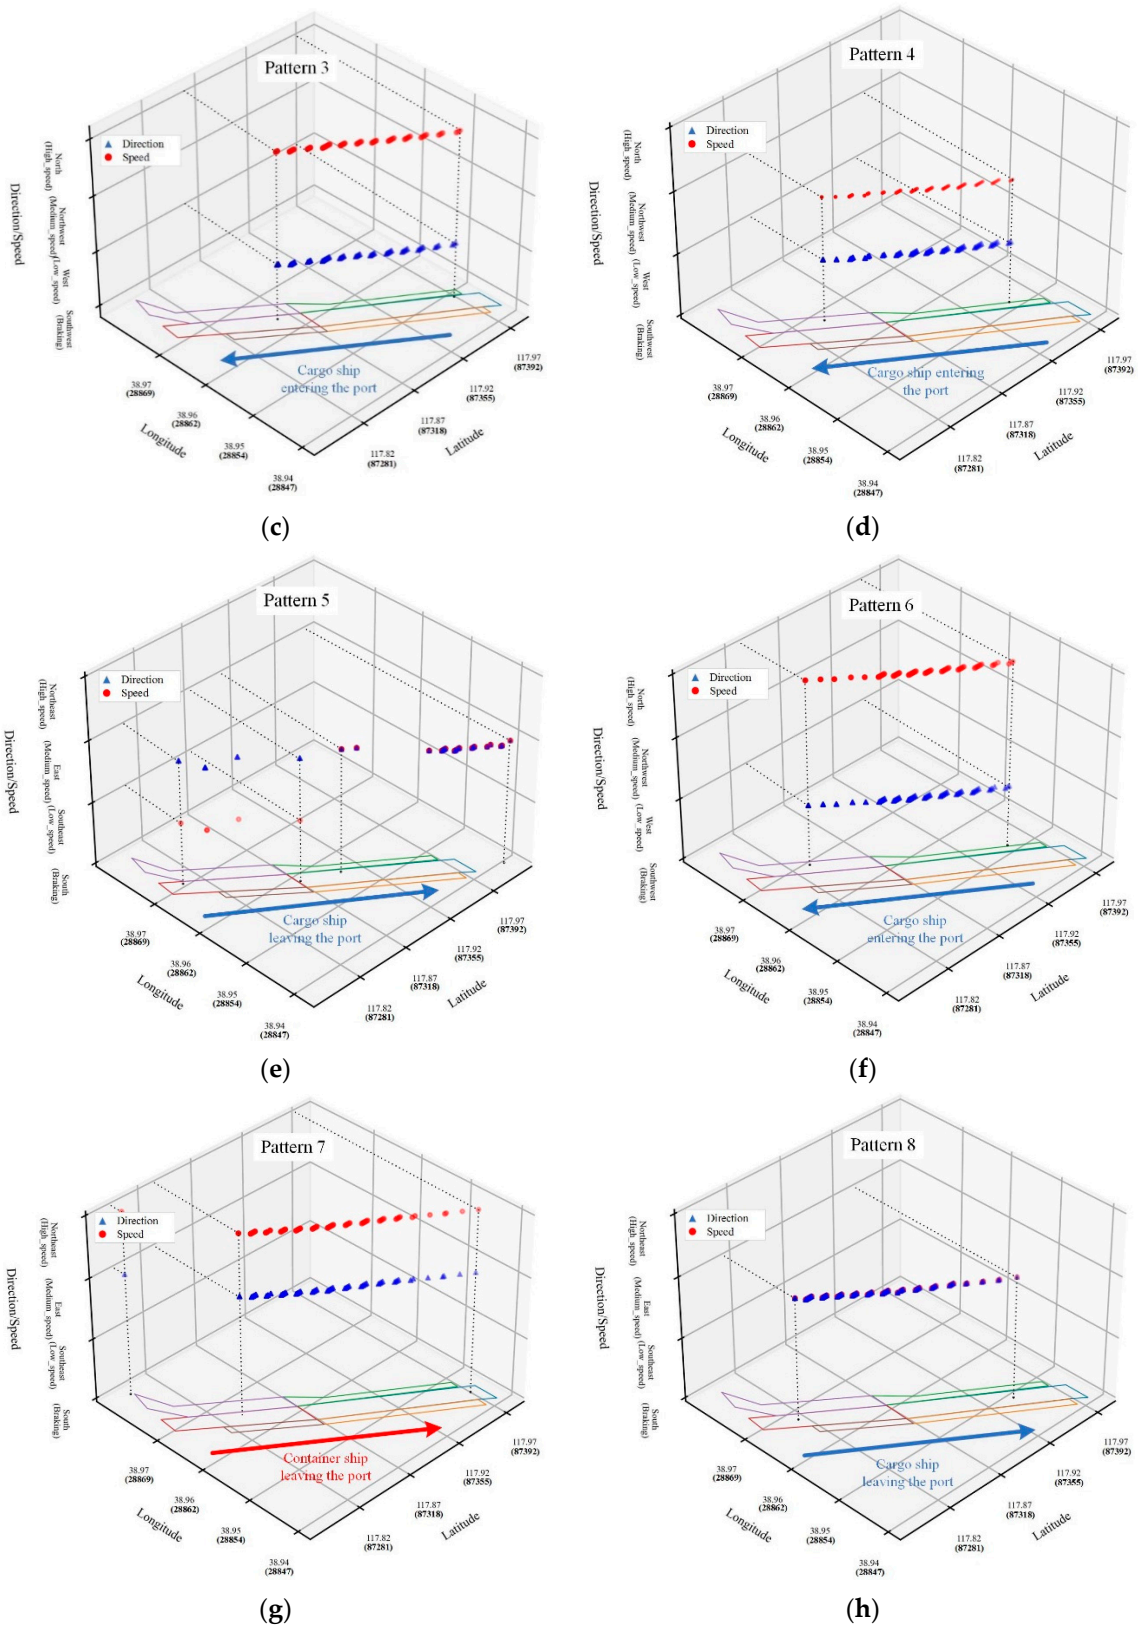 Pattern 3
Direction
Speed
Direction/Speed
North
(High_speed)
Northwest
(Medium_speed)
West
(Low_speed)
Southwest
(Braking)
Cargo ship
entering the port
38.97
(28869)
38.96
(28862)
38.95
(28854)
38.94
(28847)
Longitude
117.82
(87281)
117.87
(87318)
117.92
(87355)
117.97
(87392)
Latitude
(c)
Pattern 4
Direction
Speed
Direction/Speed
North
(High_speed)
Northwest
(Medium_speed)
West
(Low_speed)
Southwest
(Braking)
Cargo ship entering
the port
38.97
(28869)
38.96
(28862)
38.95
(28854)
38.94
(28847)
Longitude
117.82
(87281)
117.87
(87318)
117.92
(87355)
117.97
(87392)
Latitude
(d)
Pattern 5
Direction
Speed
Direction/Speed
Northeast
(High_speed)
East
(Medium_speed)
Southeast
(Low_speed)
South
(Braking)
Cargo ship
leaving the port
38.97
(28869)
38.96
(28862)
38.95
(28854)
38.94
(28847)
Longitude
117.82
(87281)
117.87
(87318)
117.92
(87355)
117.97
(87392)
Latitude
(e)
Pattern 6
Direction
Speed
Direction/Speed
North
(High_speed)
Northwest
(Medium_speed)
West
(Low_speed)
Southwest
(Braking)
Cargo ship
entering the port
38.97
(28869)
38.96
(28862)
38.95
(28854)
38.94
(28847)
Longitude
117.82
(87281)
117.87
(87318)
117.92
(87355)
117.97
(87392)
Latitude
(f)
Pattern 7
Direction
Speed
Direction/Speed
Northeast
(High_speed)
East
(Medium_speed)
Southeast
(Low_speed)
South
(Braking)
Container ship
leaving the port
38.97
(28869)
38.96
(28862)
38.95
(28854)
38.94
(28847)
Longitude
117.82
(87281)
117.87
(87318)
117.92
(87355)
117.97
(87392)
Latitude
(g)
Pattern 8
Direction
Speed
Direction/Speed
Northeast
(High_speed)
East
(Medium_speed)
Southeast
(Low_speed)
South
(Braking)
Cargo ship
leaving the port
38.97
(28869)
38.96
(28862)
38.95
(28854)
38.94
(28847)
Longitude
117.82
(87281)
117.87
(87318)
117.92
(87355)
117.97
(87392)
Latitude
(h)